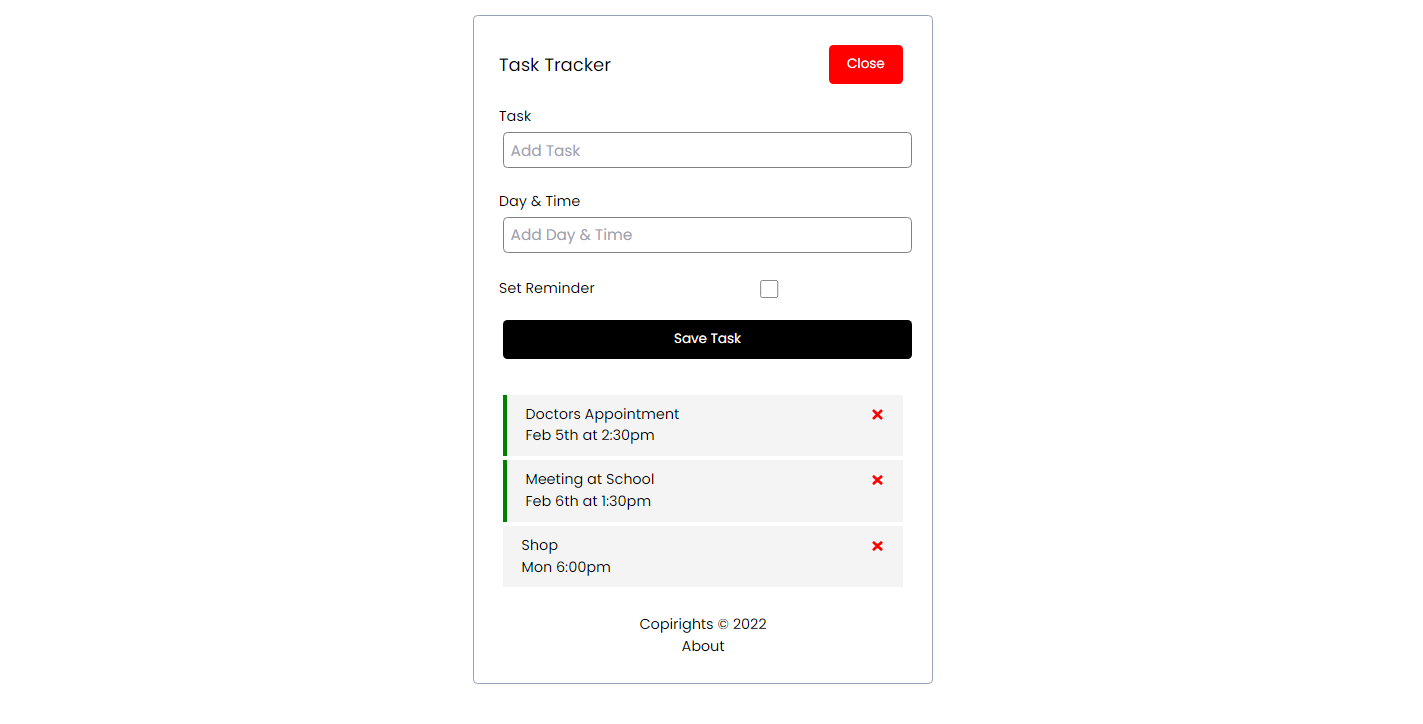 Task Tracker
Close
Task
Add Task
Day & Time
Add Day & Time
Set Reminder
Save Task
Doctors Appointment
Feb 5th at 2:30pm
Meeting at School
Feb 6th at 1:30pm
Shop
Mon 6:00pm
Copirights © 2022
About